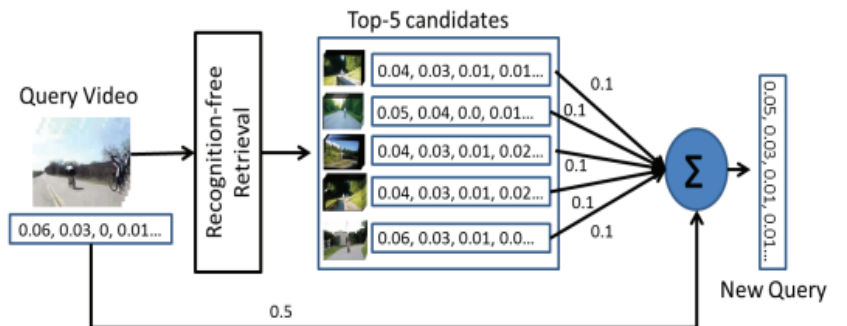 Top-5 candidates
Query Video
0.06, 0.03, 0, 0.01...
Recognition-free
Retrieval
0.04, 0.03, 0.01, 0.01...
0.05, 0.04, 0.0, 0.01...
0.04, 0.03, 0.01, 0.02...
0.04, 0.03, 0.01, 0.02...
0.06, 0.03, 0.01, 0.0...
0.1
0.1
0.1
0.1
0.1
Σ
0.05, 0.03, 0.01, 0.01...
New Query
0.5